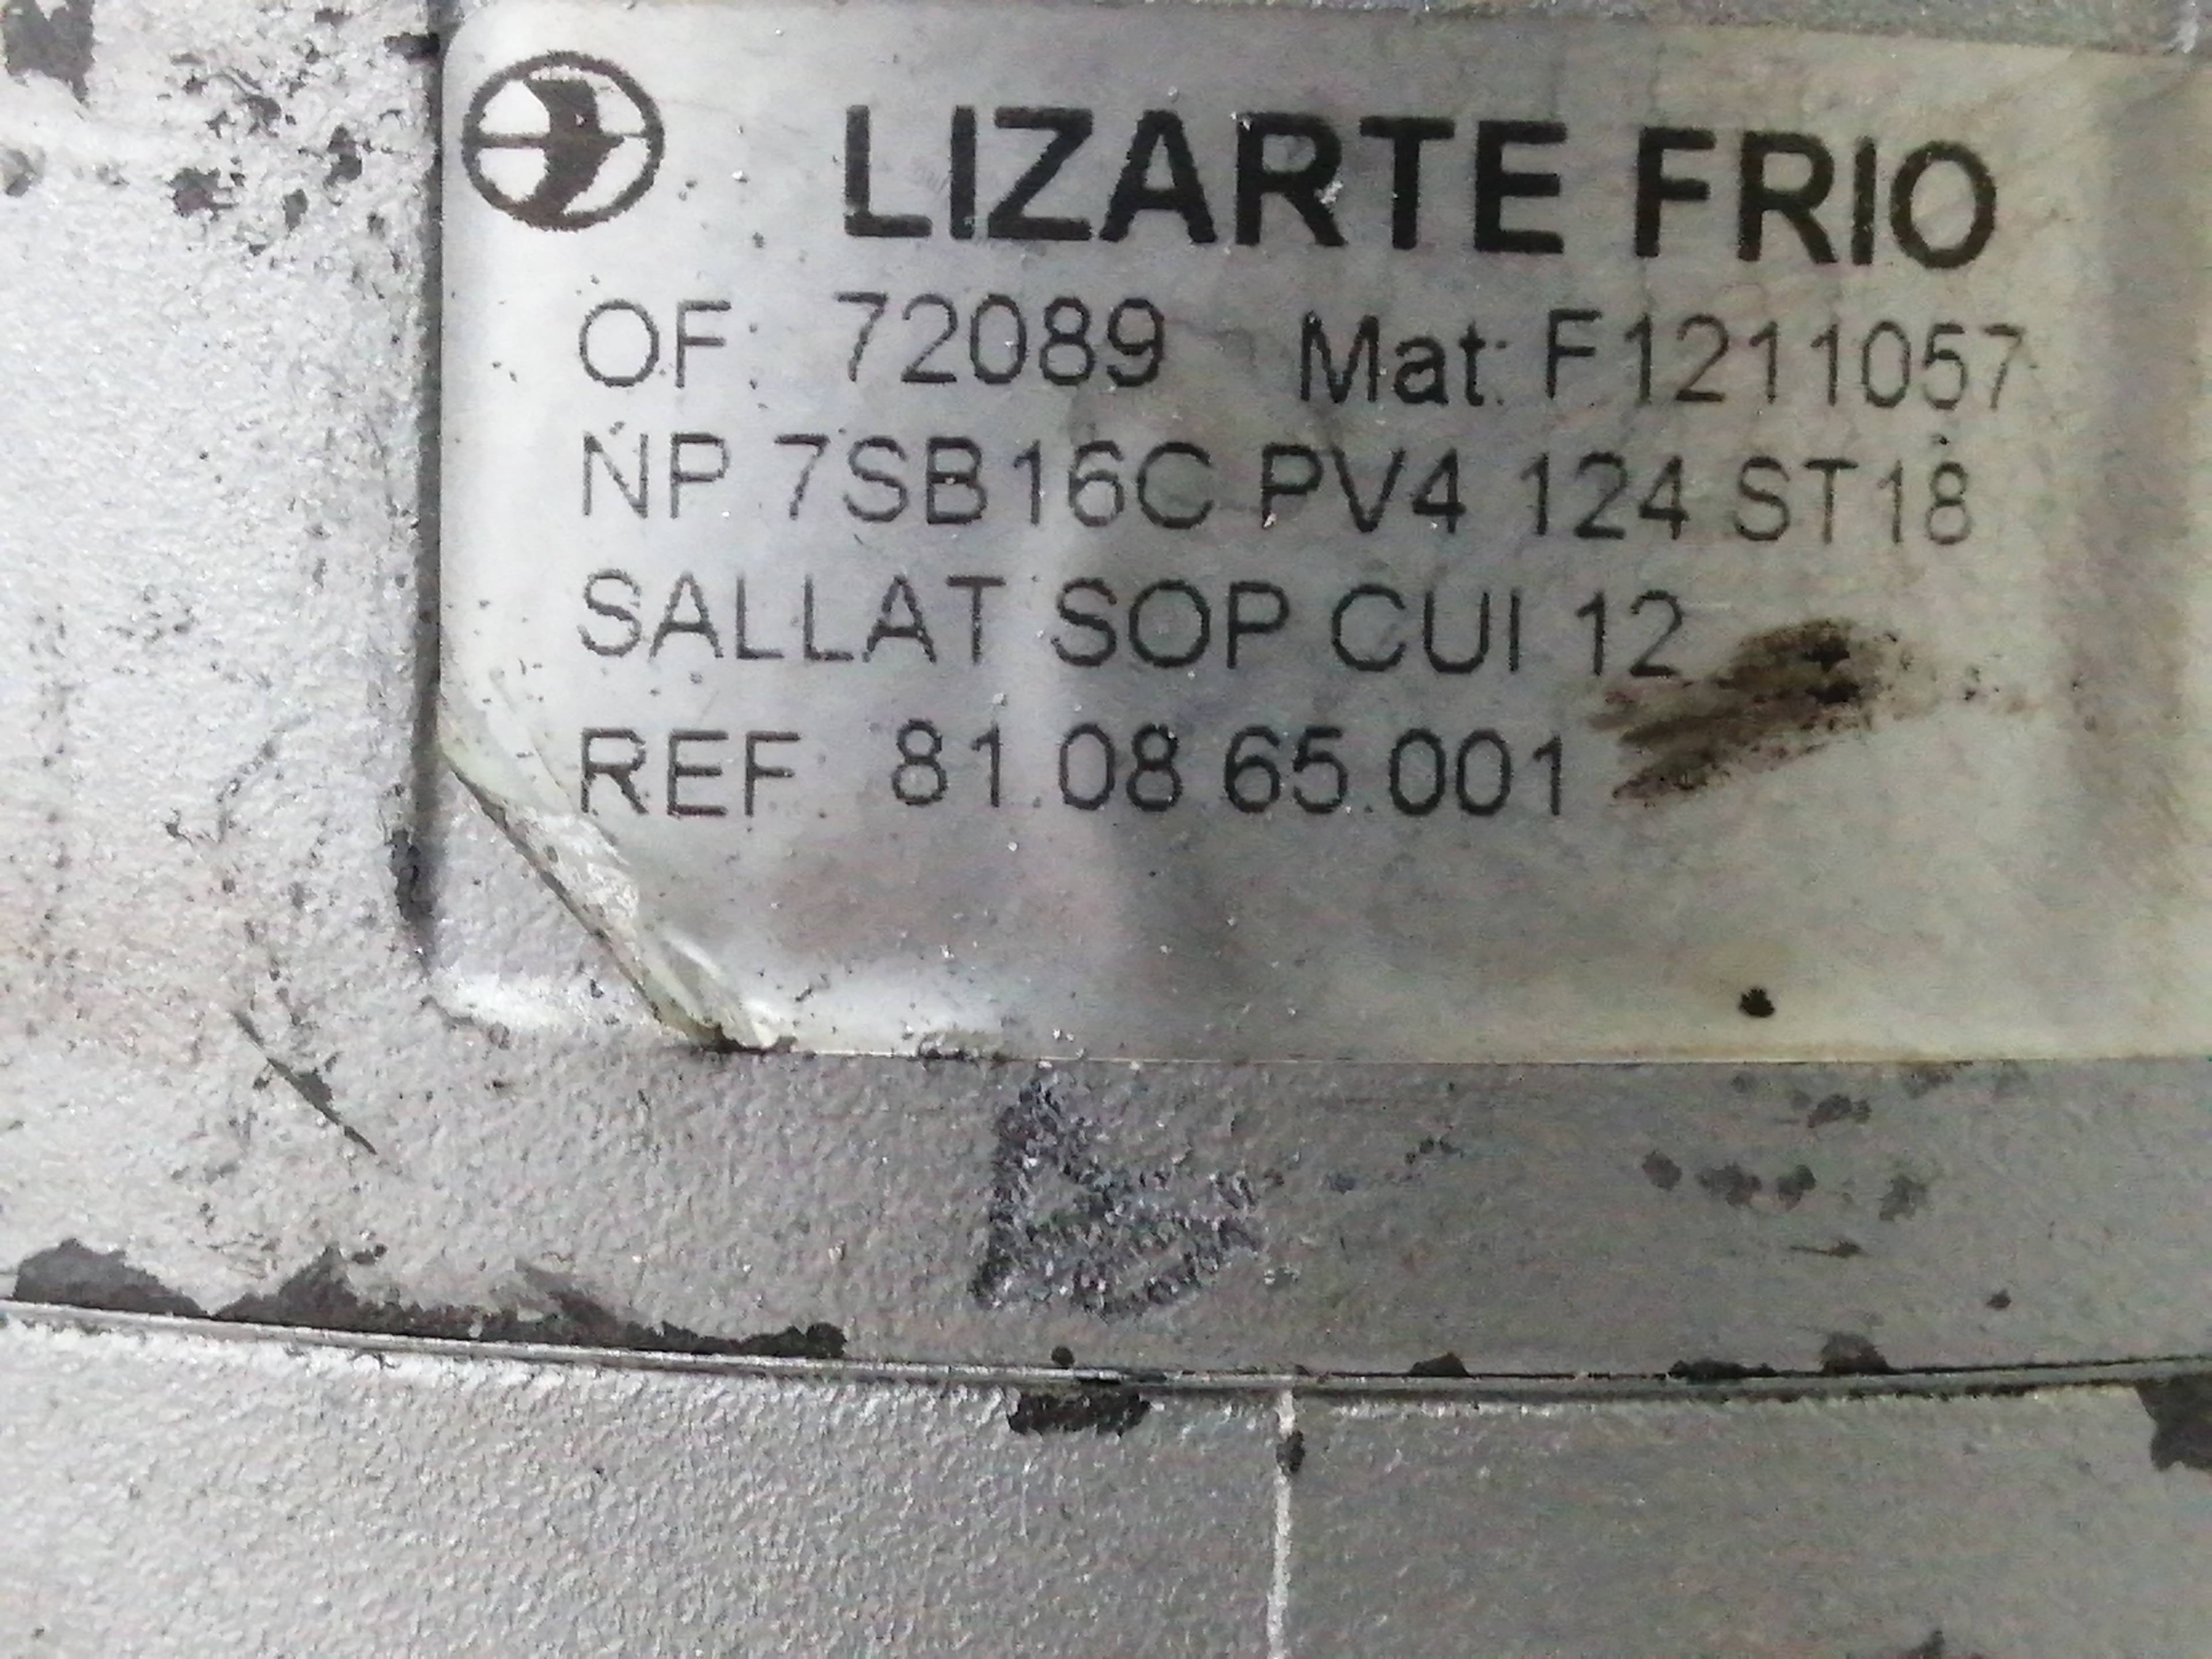 LIZARTE FRIO
OF: 72089 Mat: F1211057
NP 7SB16C PV4 124 ST18
SALLAT SOP CUI 12
REF: 81.08.65.001